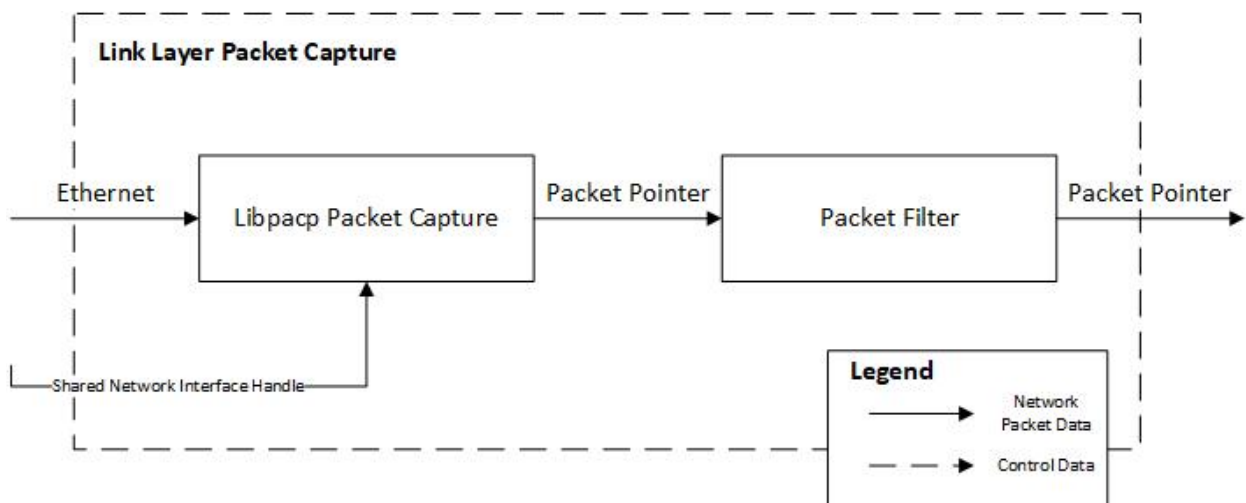 Link Layer Packet Capture
Ethernet
Libpacp Packet Capture
Packet Pointer
Packet Filter
Packet Pointer
Shared Network Interface Handle
Legend
Network
Packet Data
Control Data